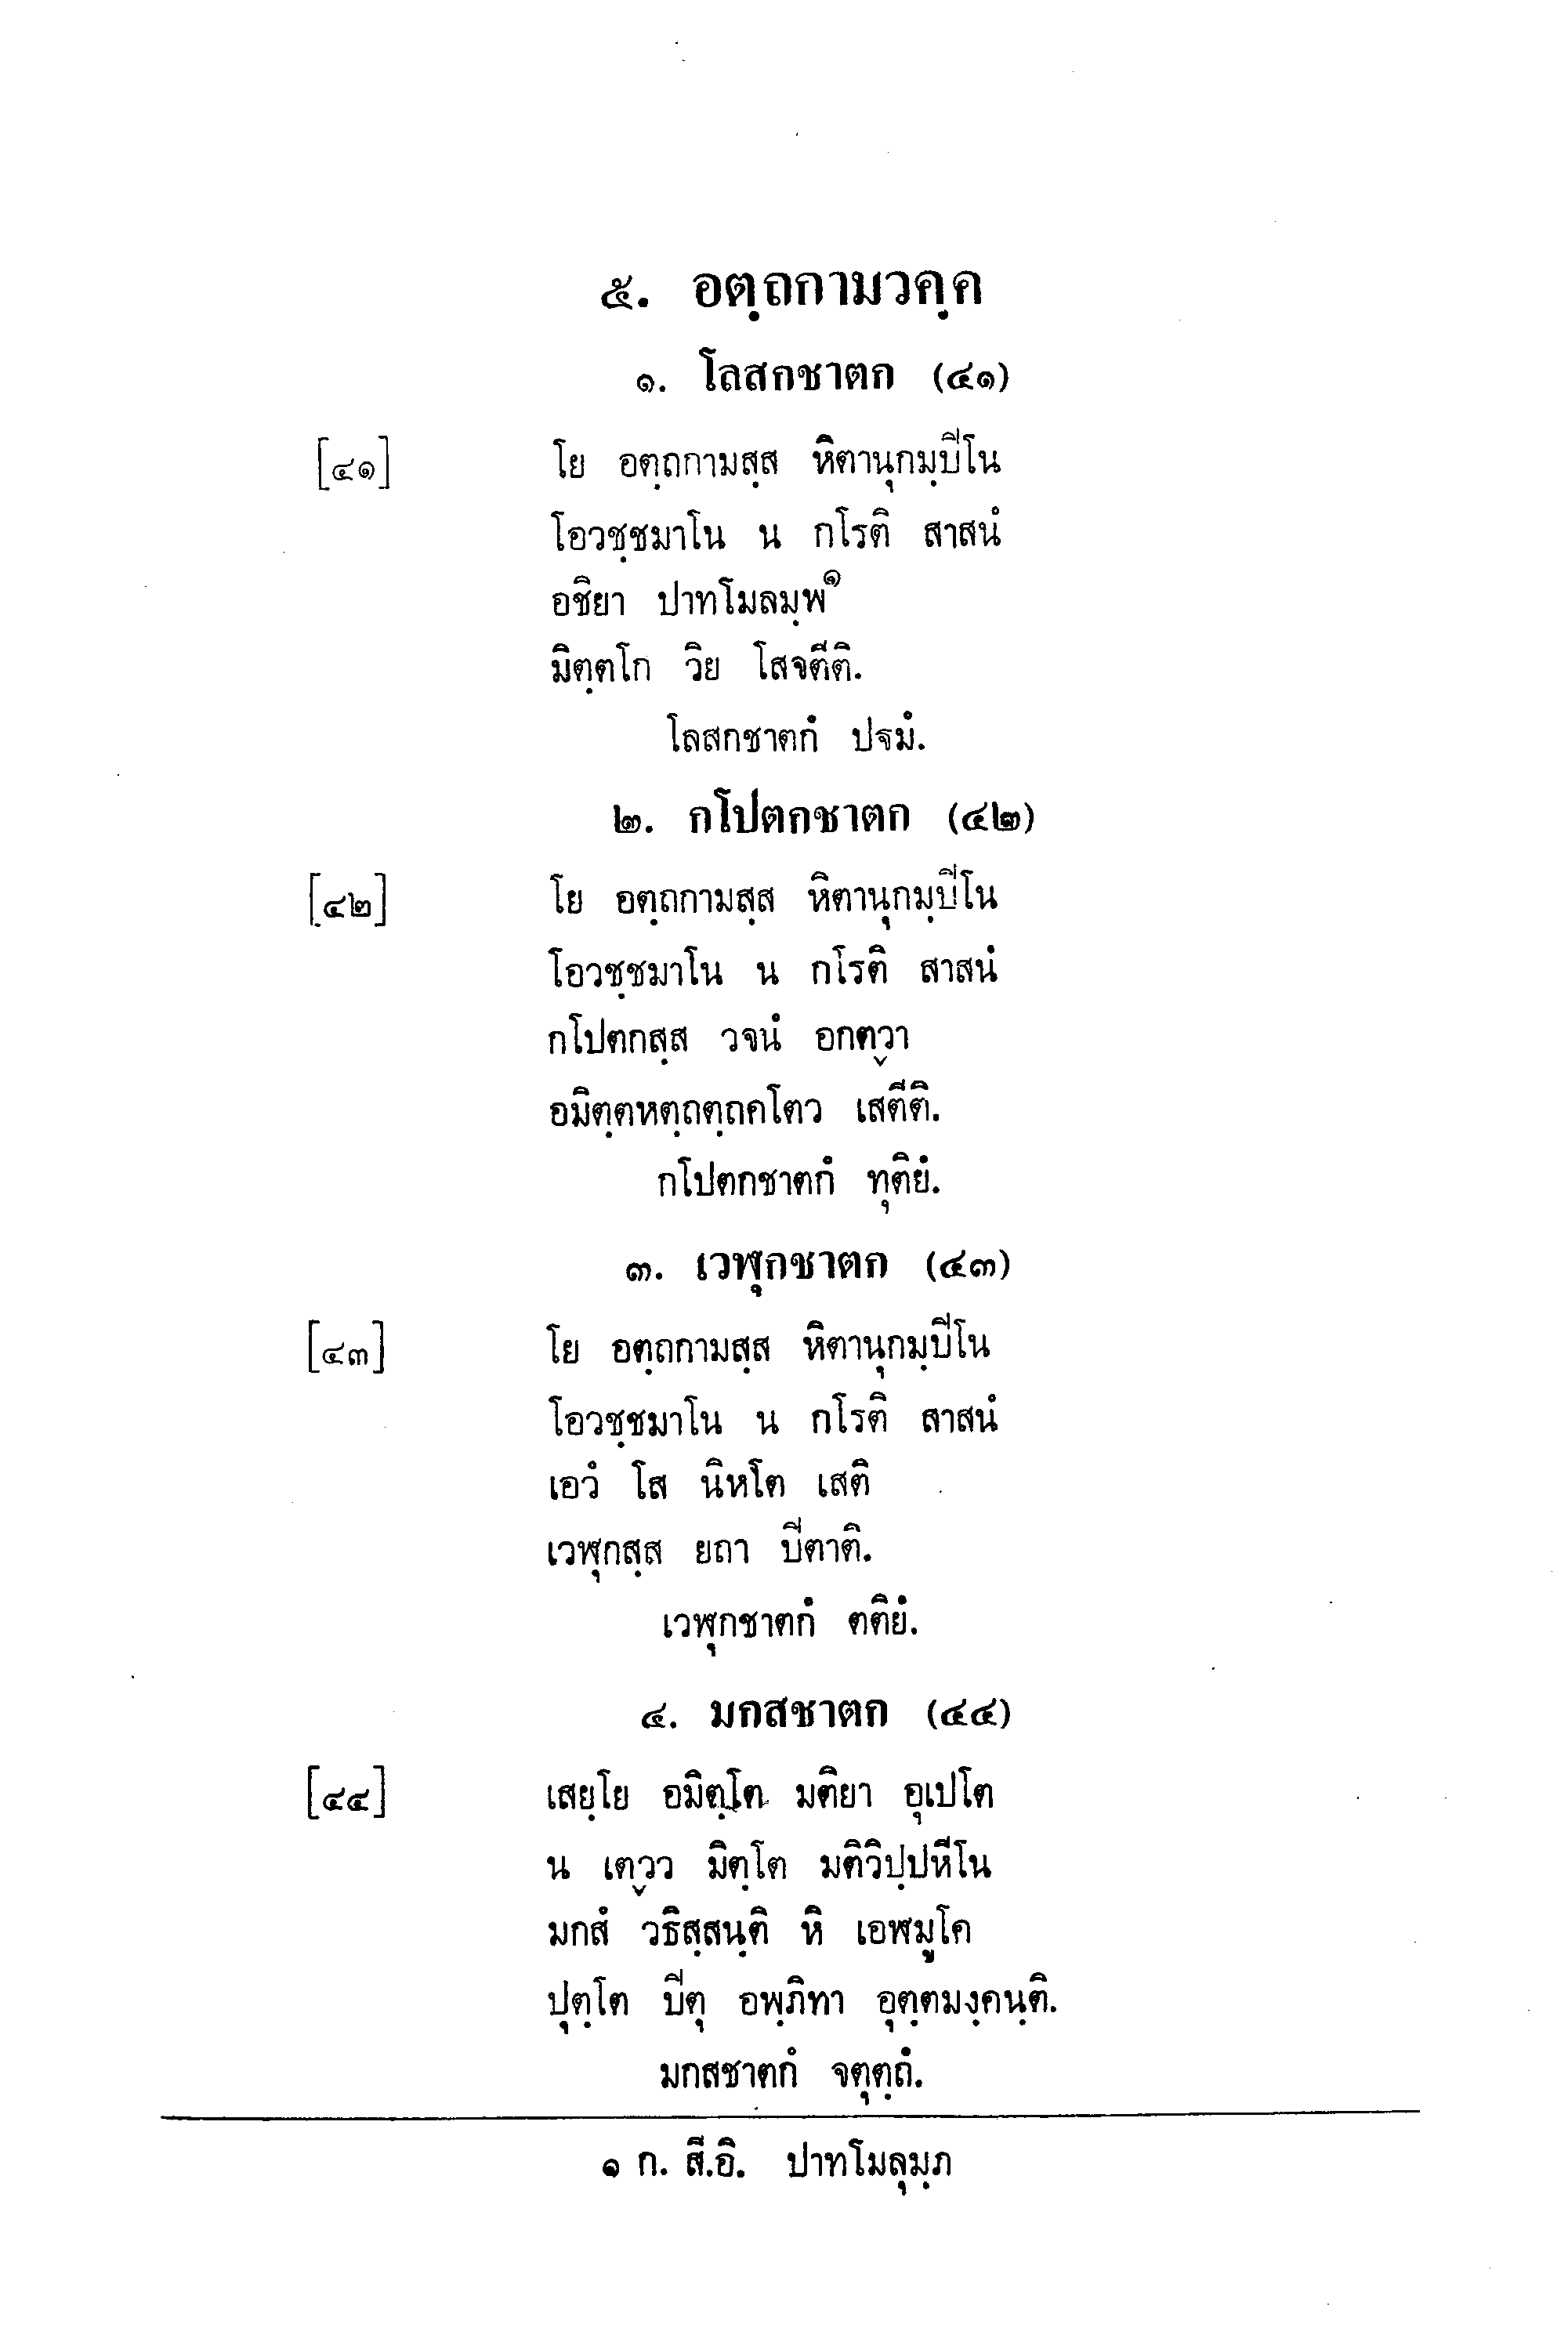 ๕. อตฺถกามวคฺค
๑. โลสกชาตก (๔๑)
[๔๑] โย อตฺถกามสฺส หิตานุกมฺปิโน
โอวชฺชมาโน น กโรติ สาสนํ
อชิยา ปาทโมลมฺพ๑
มิตฺตโก วิย โสจตีติ.
โลสกชาตกํ ปฐมํ.
๒. กโปตกชาตก (๔๒)
[๔๒] โย อตฺถกามสฺส หิตานุกมฺปิโน
โอวชฺชมาโน น กโรติ สาสนํ
กโปตกสฺส วจนํ อกตฺวา
อมิตฺตหตฺถตฺถคโตว เสตีติ.
กโปตกชาตกํ ทุติยํ.
๓. เวฬุกชาตก (๔๓)
[๔๓] โย อตฺถกามสฺส หิตานุกมฺปิโน
โอวชฺชมาโน น กโรติ สาสนํ
เอวํ โส นิหโต เสติ
เวฬุกสฺส ยถา ปิตาติ.
เวฬุกชาตกํ ตติยํ.
๔. มกสชาตก (๔๔)
[๔๔] เสยฺโย อมิตฺโต มติยา อุเปโต
น เตฺวว มิตฺโต มติวิปฺปหีโน
มกสํ วธิสฺสนฺติ หิ เอฬมูโค
ปุตฺโต ปิตุ อพฺภิทา อุตฺตมงฺคนฺติ.
มกสชาตกํ จตุตฺถํ.
๑ ก. สี.อิ. ปาทโมลุมฺภ